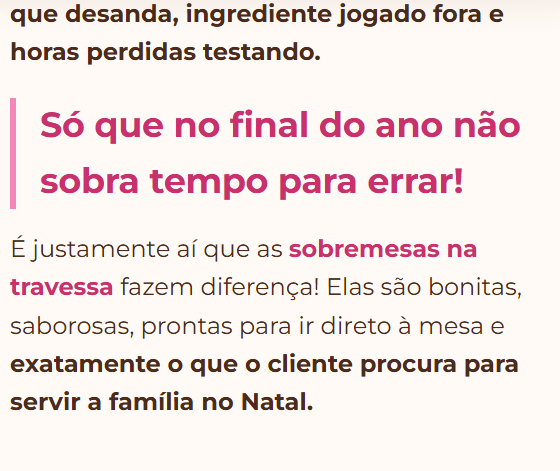 que desanda, ingrediente jogado fora e
horas perdidas testando.
Só que no final do ano não
sobra tempo para errar!
É justamente aí que as sobremesas na
travessa fazem diferença! Elas são bonitas,
saborosas, prontas para ir direto à mesa e
exatamente o que o cliente procura para
servir a família no Natal.